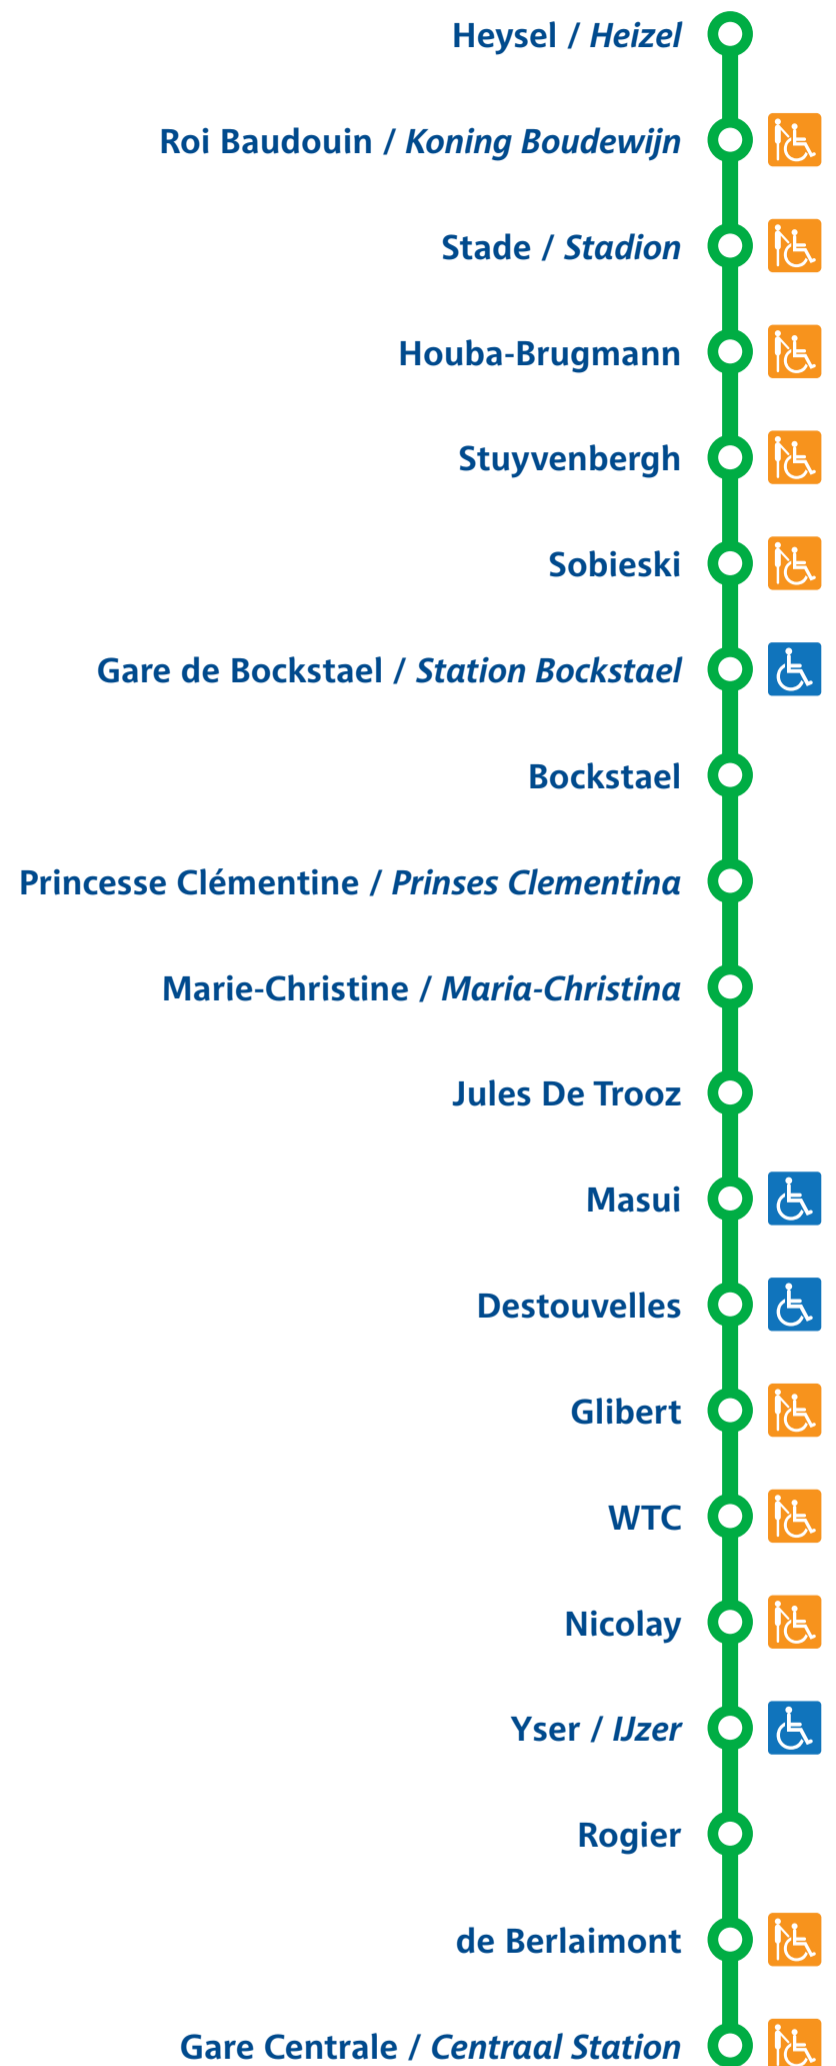 Heysel / Heizel
Roi Baudouin / Koning Boudewijn
Stade / Stadion
Houba-Brugmann
Stuyvenbergh
Sobieski
Gare de Bockstael / Station Bockstael
Bockstael
Princesse Clémentine / Prinses Clementina
Marie-Christine / Maria-Christina
Jules De Trooz
Masui
Destouvelles
Glibert
WTC
Nicolay
Yser / IJzer
Rogier
de Berlaimont
Gare Centrale / Centraal Station